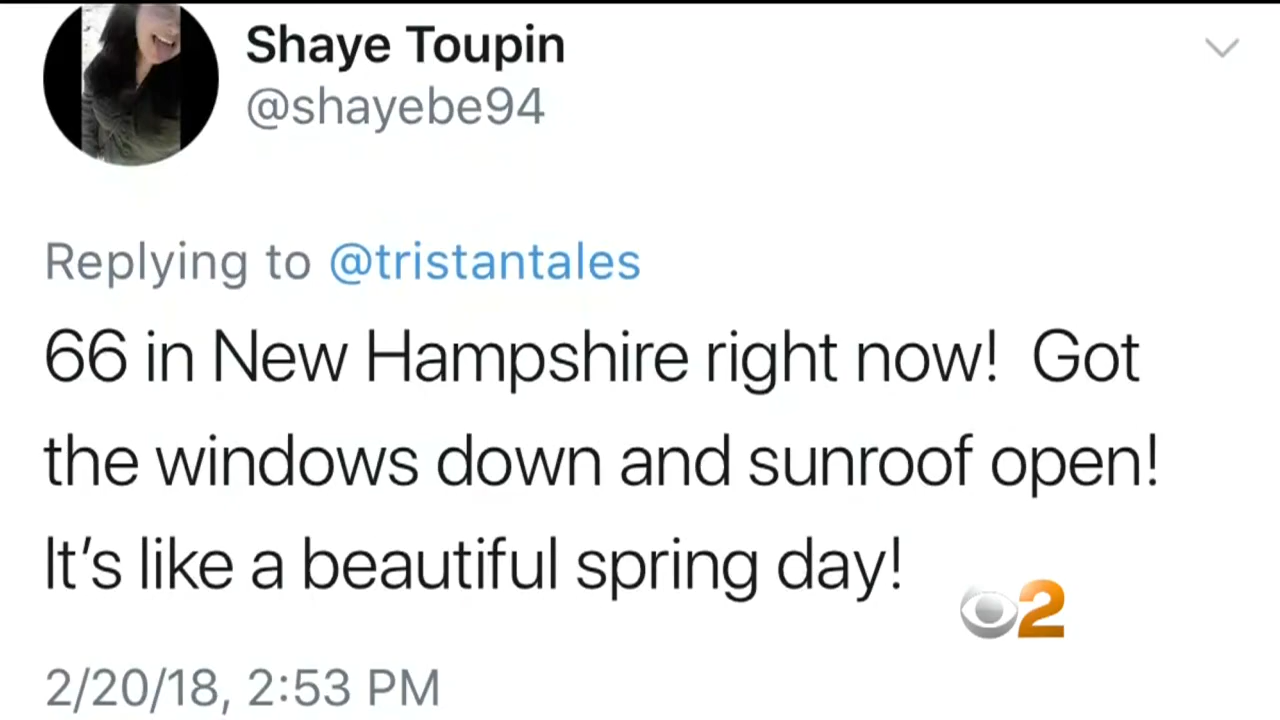 Shaye Toupin
@shayebe94
Replying to @tristantales
66 in New Hampshire right now!  Got
the windows down and sunroof open!
It's like a beautiful spring day!
2
2/20/18, 2:53 PM